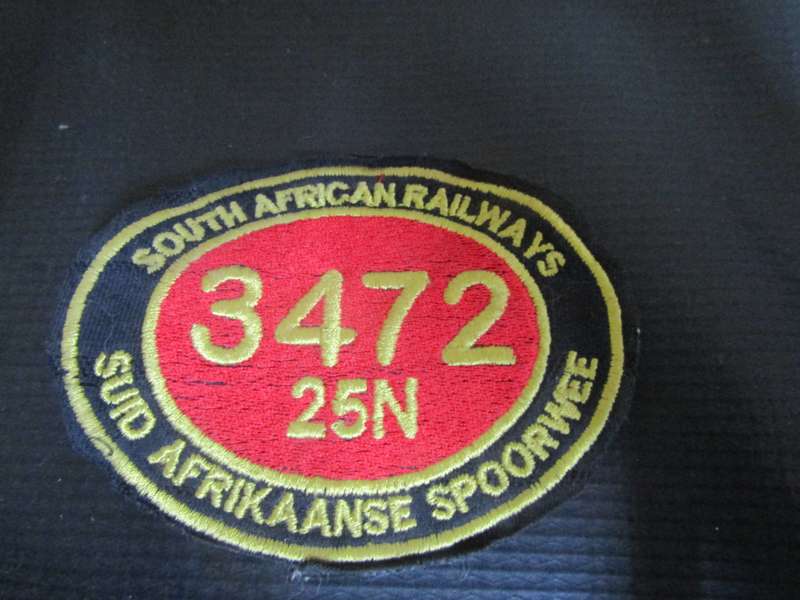 SOUTH AFRICAN RAILWAYS
3472
25N
SUID AFRIKAANSE SPOORWEE